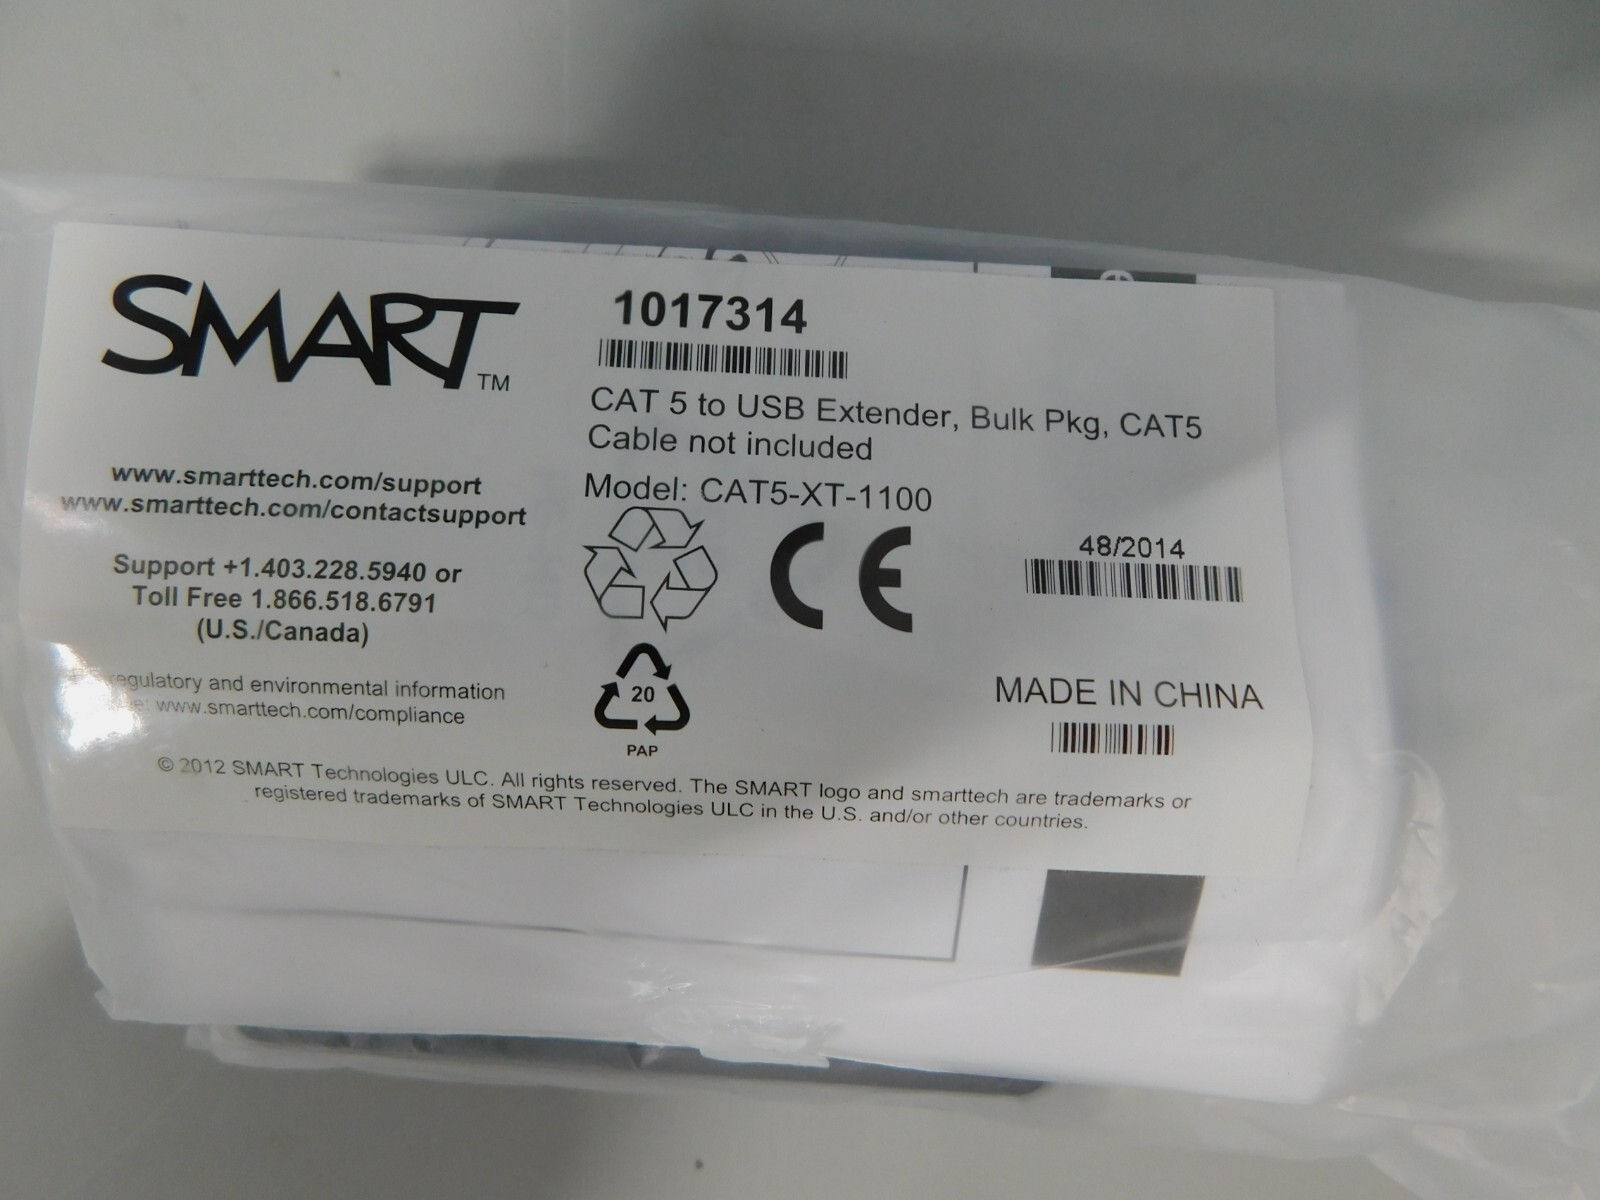 SMART TM
1017314
CAT 5 to USB Extender, Bulk Pkg, CAT5
Cable not included
Model: CAT5-XT-1100
www.smarttech.com/support
www.smarttech.com/contactsupport
Support +1.403.228.5940 or
Toll Free 1.866.518.6791
(U.S./Canada)
CE
48/2014
20
PAP
MADE IN CHINA
regulatory and environmental information
www.smarttech.com/compliance
© 2012 SMART Technologies ULC. All rights reserved. The SMART logo and smarttech are trademarks or
registered trademarks of SMART Technologies ULC in the U.S. and/or other countries.